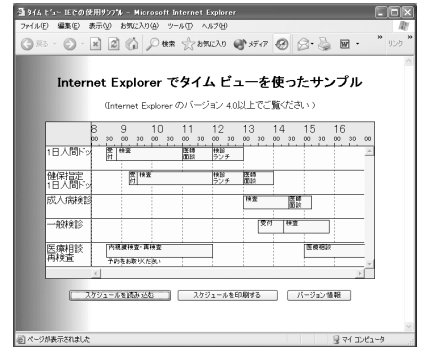 タイム ビュー IEでの使用サンプル - Microsoft Internet Explorer
ファイル(F) 編集(E) 表示(V) お気に入り(A) ツール(T) ヘルプ(H)
戻る 検索 お気に入り メディア リンク
Internet Explorer でタイム ビューを使ったサンプル
(Internet Explorer のバージョン 4.0以上でご覧ください)
8 9 10 11 12 13 14 15 16
30 00 30 00 30 00 30 00 30 00 30 00 30 00 30 00 30 00
1日人間ドッ 受付 検査 医師面談 検診ランチ
健保指定 1日人間ドッ 受付 検査 検診ランチ 医師面談
成人病検診 検査 医師面談
一般検診 受付 検査
医療相談 再検査 内視鏡検査・再検査 医療相談
予約をお取りください
スケジュールを読み込む スケジュールを印刷する バージョン情報
ページが表示されました マイ コンピュータ